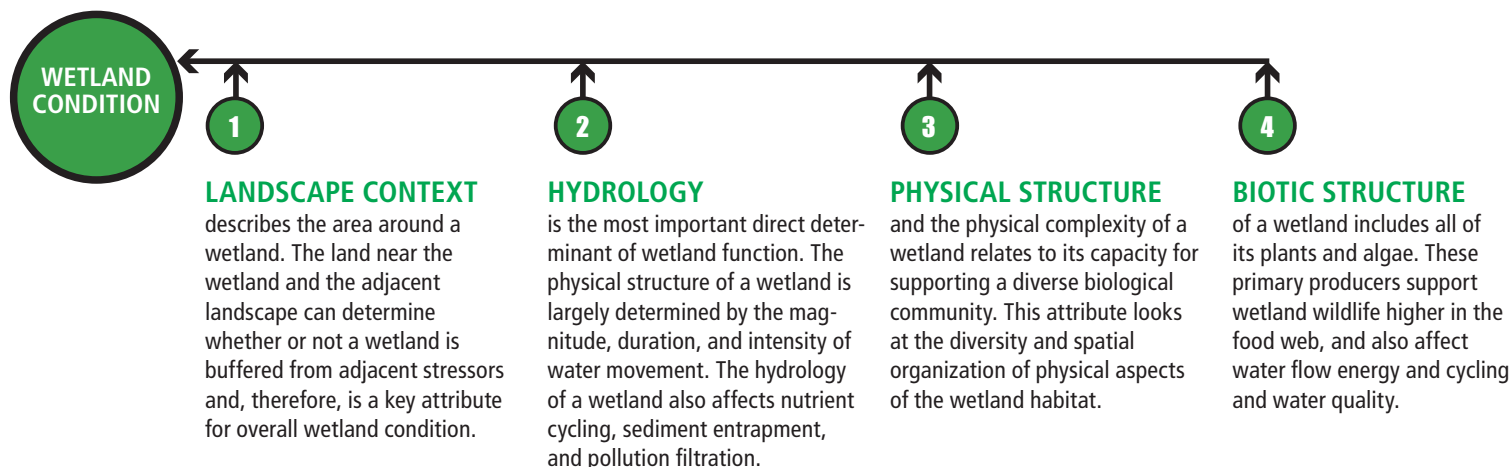 WETLAND
CONDITION
1
LANDSCAPE CONTEXT
describes the area around a
wetland. The land near the
wetland and the adjacent
landscape can determine
whether or not a wetland is
buffered from adjacent stressors
and, therefore, is a key attribute
for overall wetland condition.
2
HYDROLOGY
is the most important direct deter-
minant of wetland function. The
physical structure of a wetland is
largely determined by the mag-
nitude, duration, and intensity of
water movement. The hydrology
of a wetland also affects nutrient
cycling, sediment entrapment,
and pollution filtration.
3
PHYSICAL STRUCTURE
and the physical complexity of a
wetland relates to its capacity for
supporting a diverse biological
community. This attribute looks
at the diversity and spatial
organization of physical aspects
of the wetland habitat.
4
BIOTIC STRUCTURE
of a wetland includes all of
its plants and algae. These
primary producers support
wetland wildlife higher in the
food web, and also affect
water flow energy and cycling
and water quality.